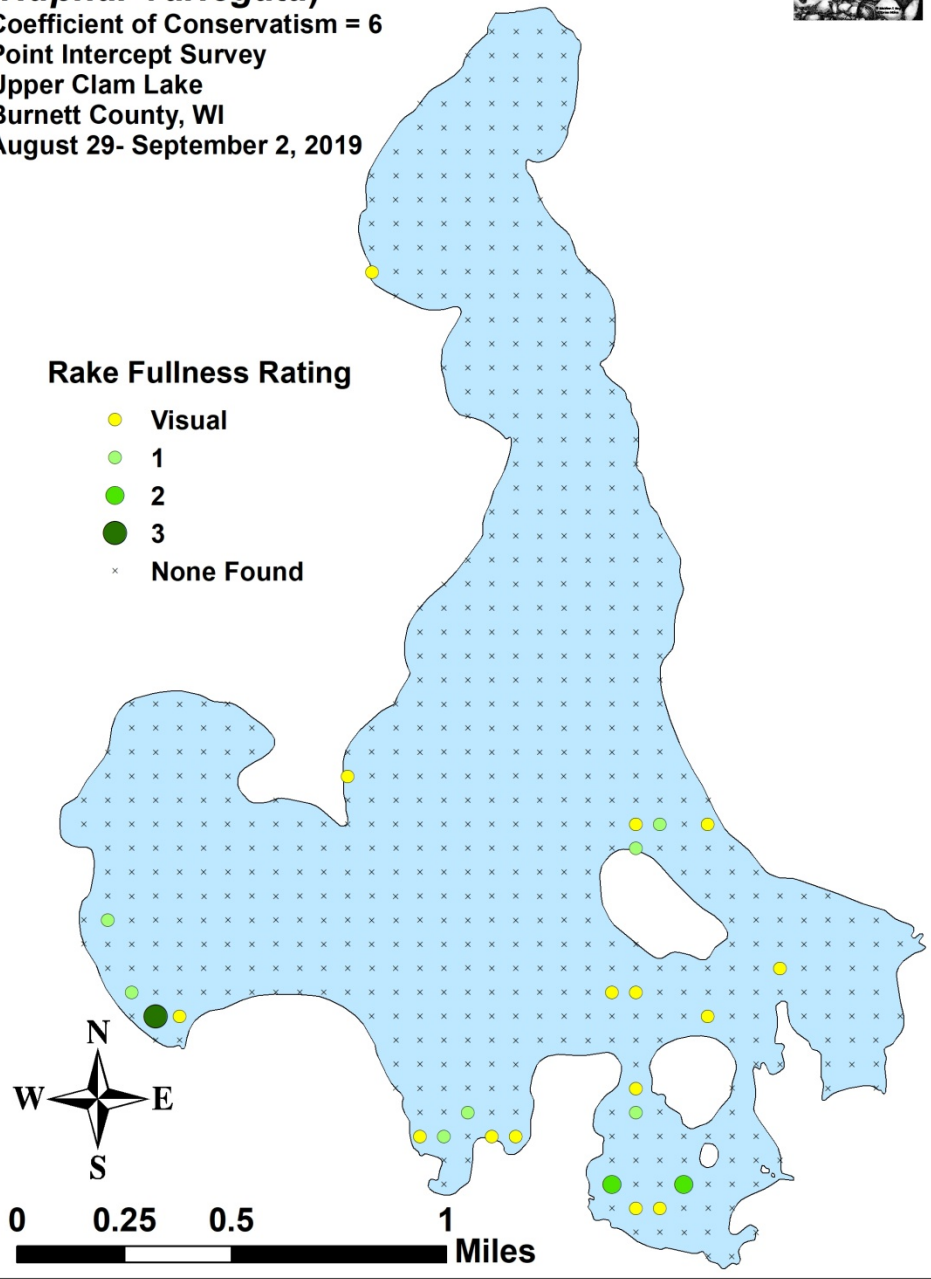 Coefficient of Conservatism = 6
Point Intercept Survey
Upper Clam Lake
Burnett County, WI
August 29- September 2, 2019
Rake Fullness Rating
Visual
1
2
3
None Found
N
W E
S
0 0.25 0.5 1
Miles